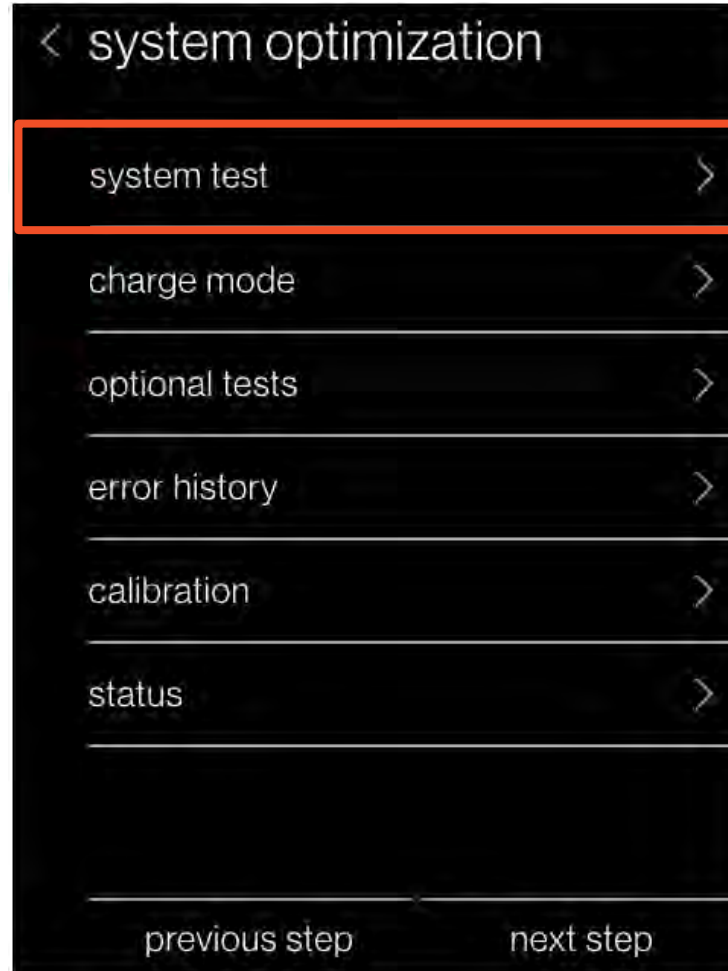 system optimization
system test
charge mode
optional tests
error history
calibration
status
previous step next step